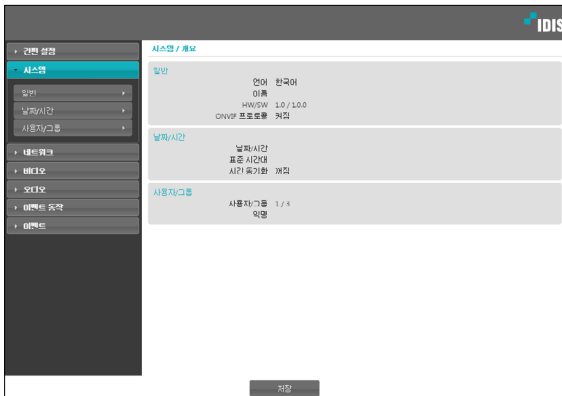 IDIS
간편 설정
시스템
일반
날짜/시간
사용자/그룹
네트워크
비디오
오디오
이벤트 동작
이벤트
시스템 / 개요
일반
언어 한국어
이름
HW/SW 1.0 / 1.0.0
ONVIF 프로토콜 켜짐
날짜/시간
날짜/시간
표준 시간대
시간 동기화 꺼짐
사용자/그룹
사용자/그룹 1 / 3
익명
저장